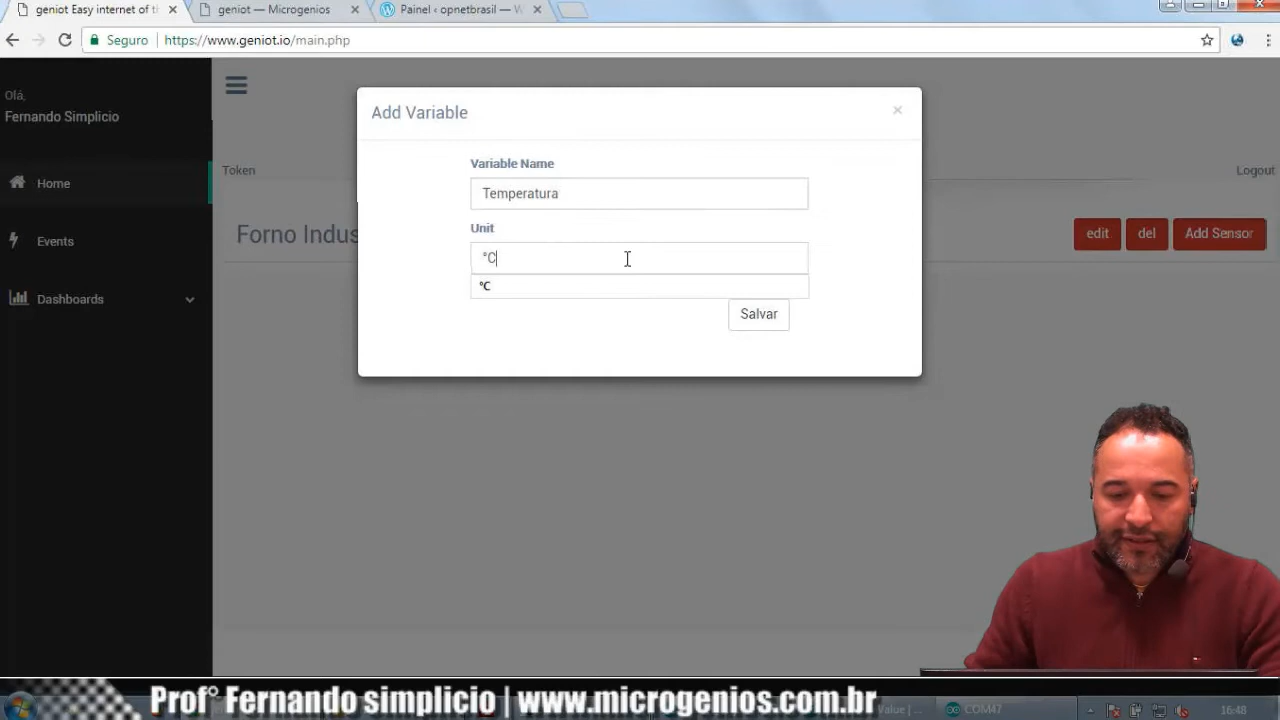 geniot Easy internet of t
geniot — Microgenios
Painel ‹ opnetbrasil — W
Seguro
https://www.geniot.io/main.php
Olá,
Fernando Simplicio
Home
Events
Dashboards
Token
Logout
Forno Indus
edit
del
Add Sensor
Add Variable
×
Variable Name
Temperatura
Unit
°C
°C
Salvar
Profº Fernando simplicio | www.microgenios.com.br
Value |...
COM47
16:48